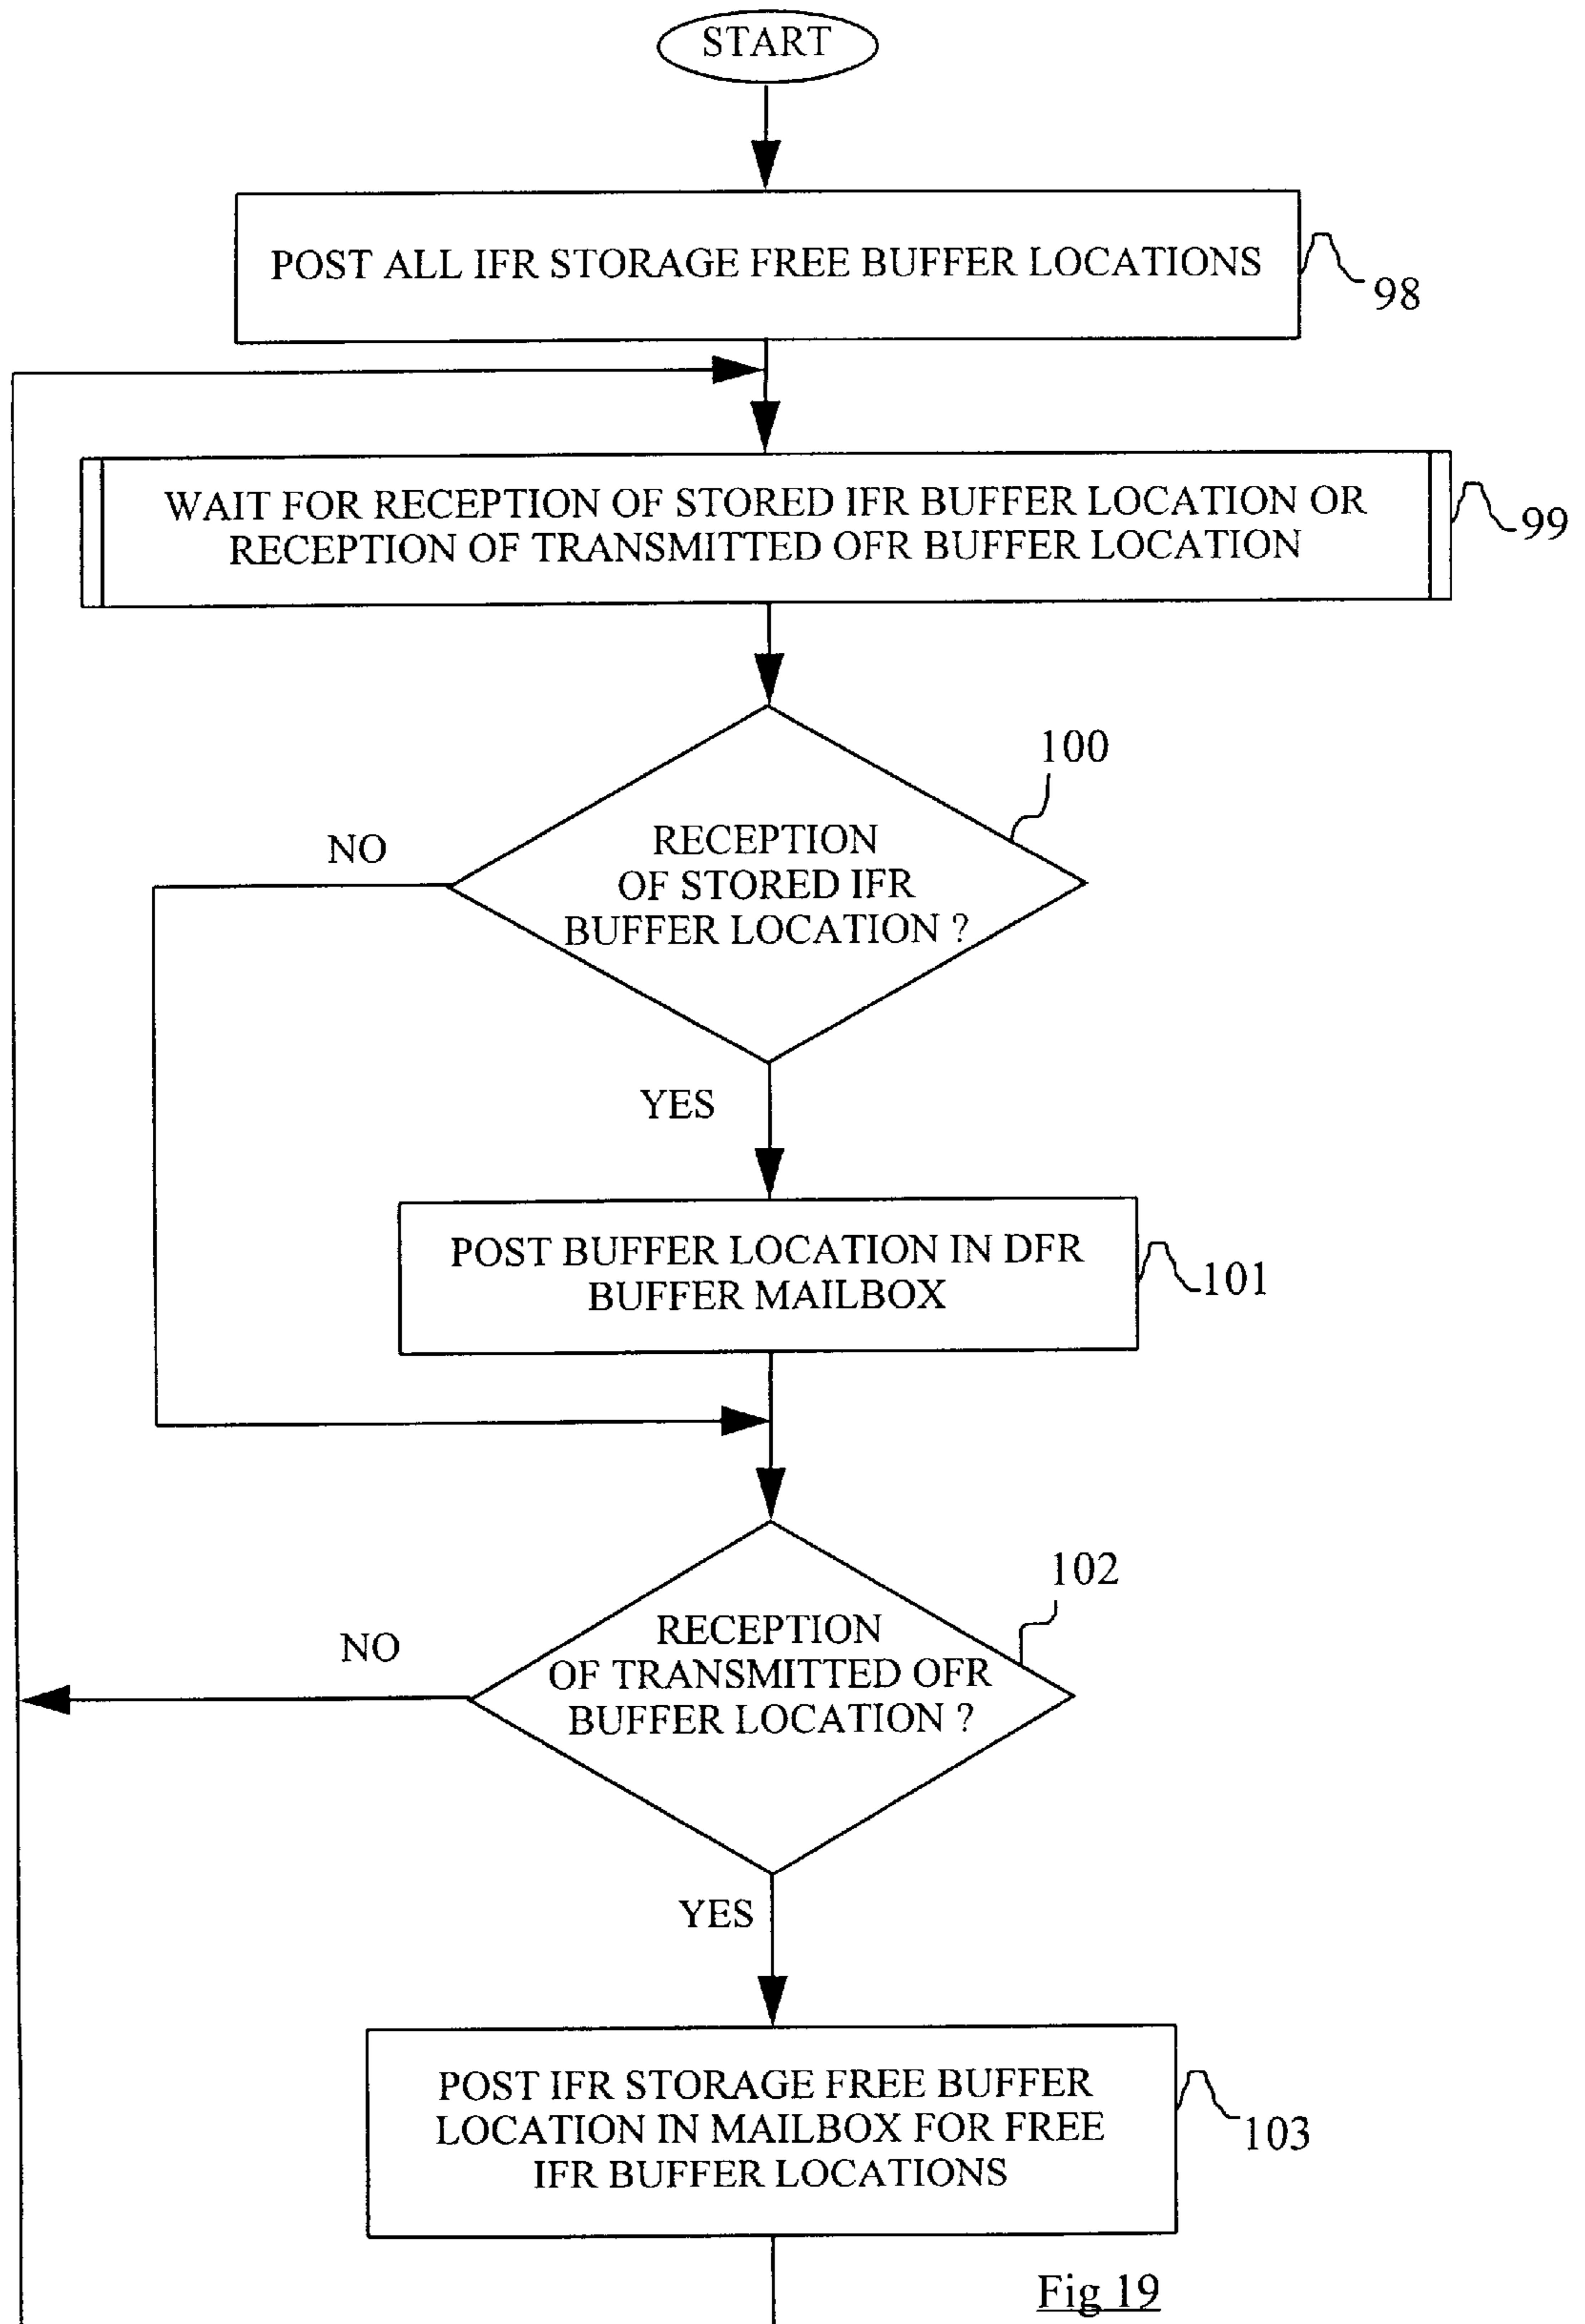 START
POST ALL IFR STORAGE FREE BUFFER LOCATIONS
98
WAIT FOR RECEPTION OF STORED IFR BUFFER LOCATION OR
RECEPTION OF TRANSMITTED OFR BUFFER LOCATION
99
100
NO
RECEPTION
OF STORED IFR
BUFFER LOCATION ?
YES
POST BUFFER LOCATION IN DFR
BUFFER MAILBOX
101
102
NO
RECEPTION
OF TRANSMITTED OFR
BUFFER LOCATION ?
YES
POST IFR STORAGE FREE BUFFER
LOCATION IN MAILBOX FOR FREE
IFR BUFFER LOCATIONS
103
Fig 19